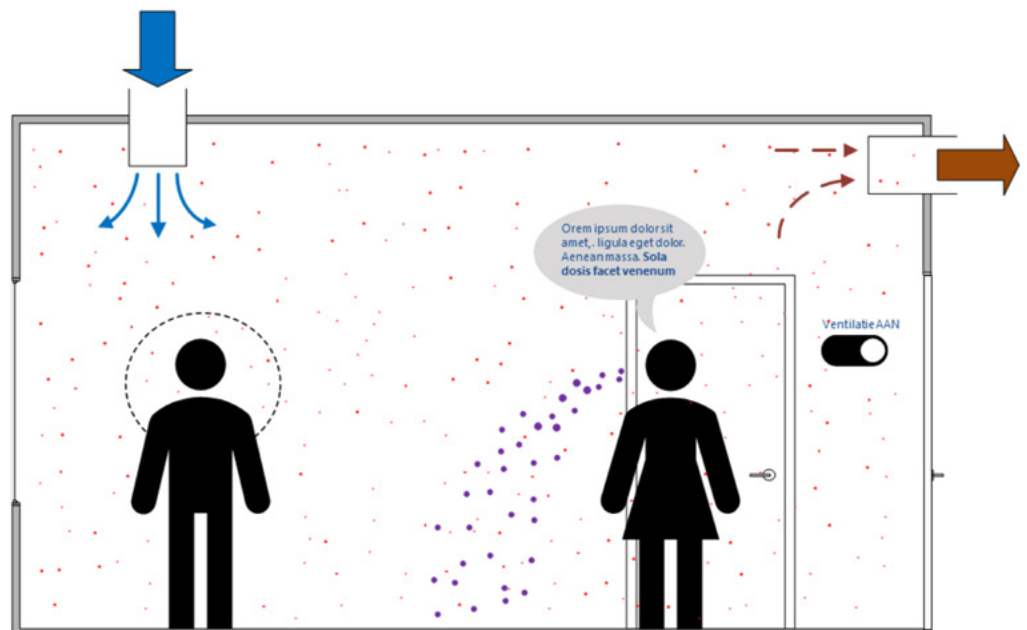 Orem ipsum dolor sit
amet,. ligula eget dolor.
Aenean massa. Sola
dosis facet venenum
Ventilatie AAN